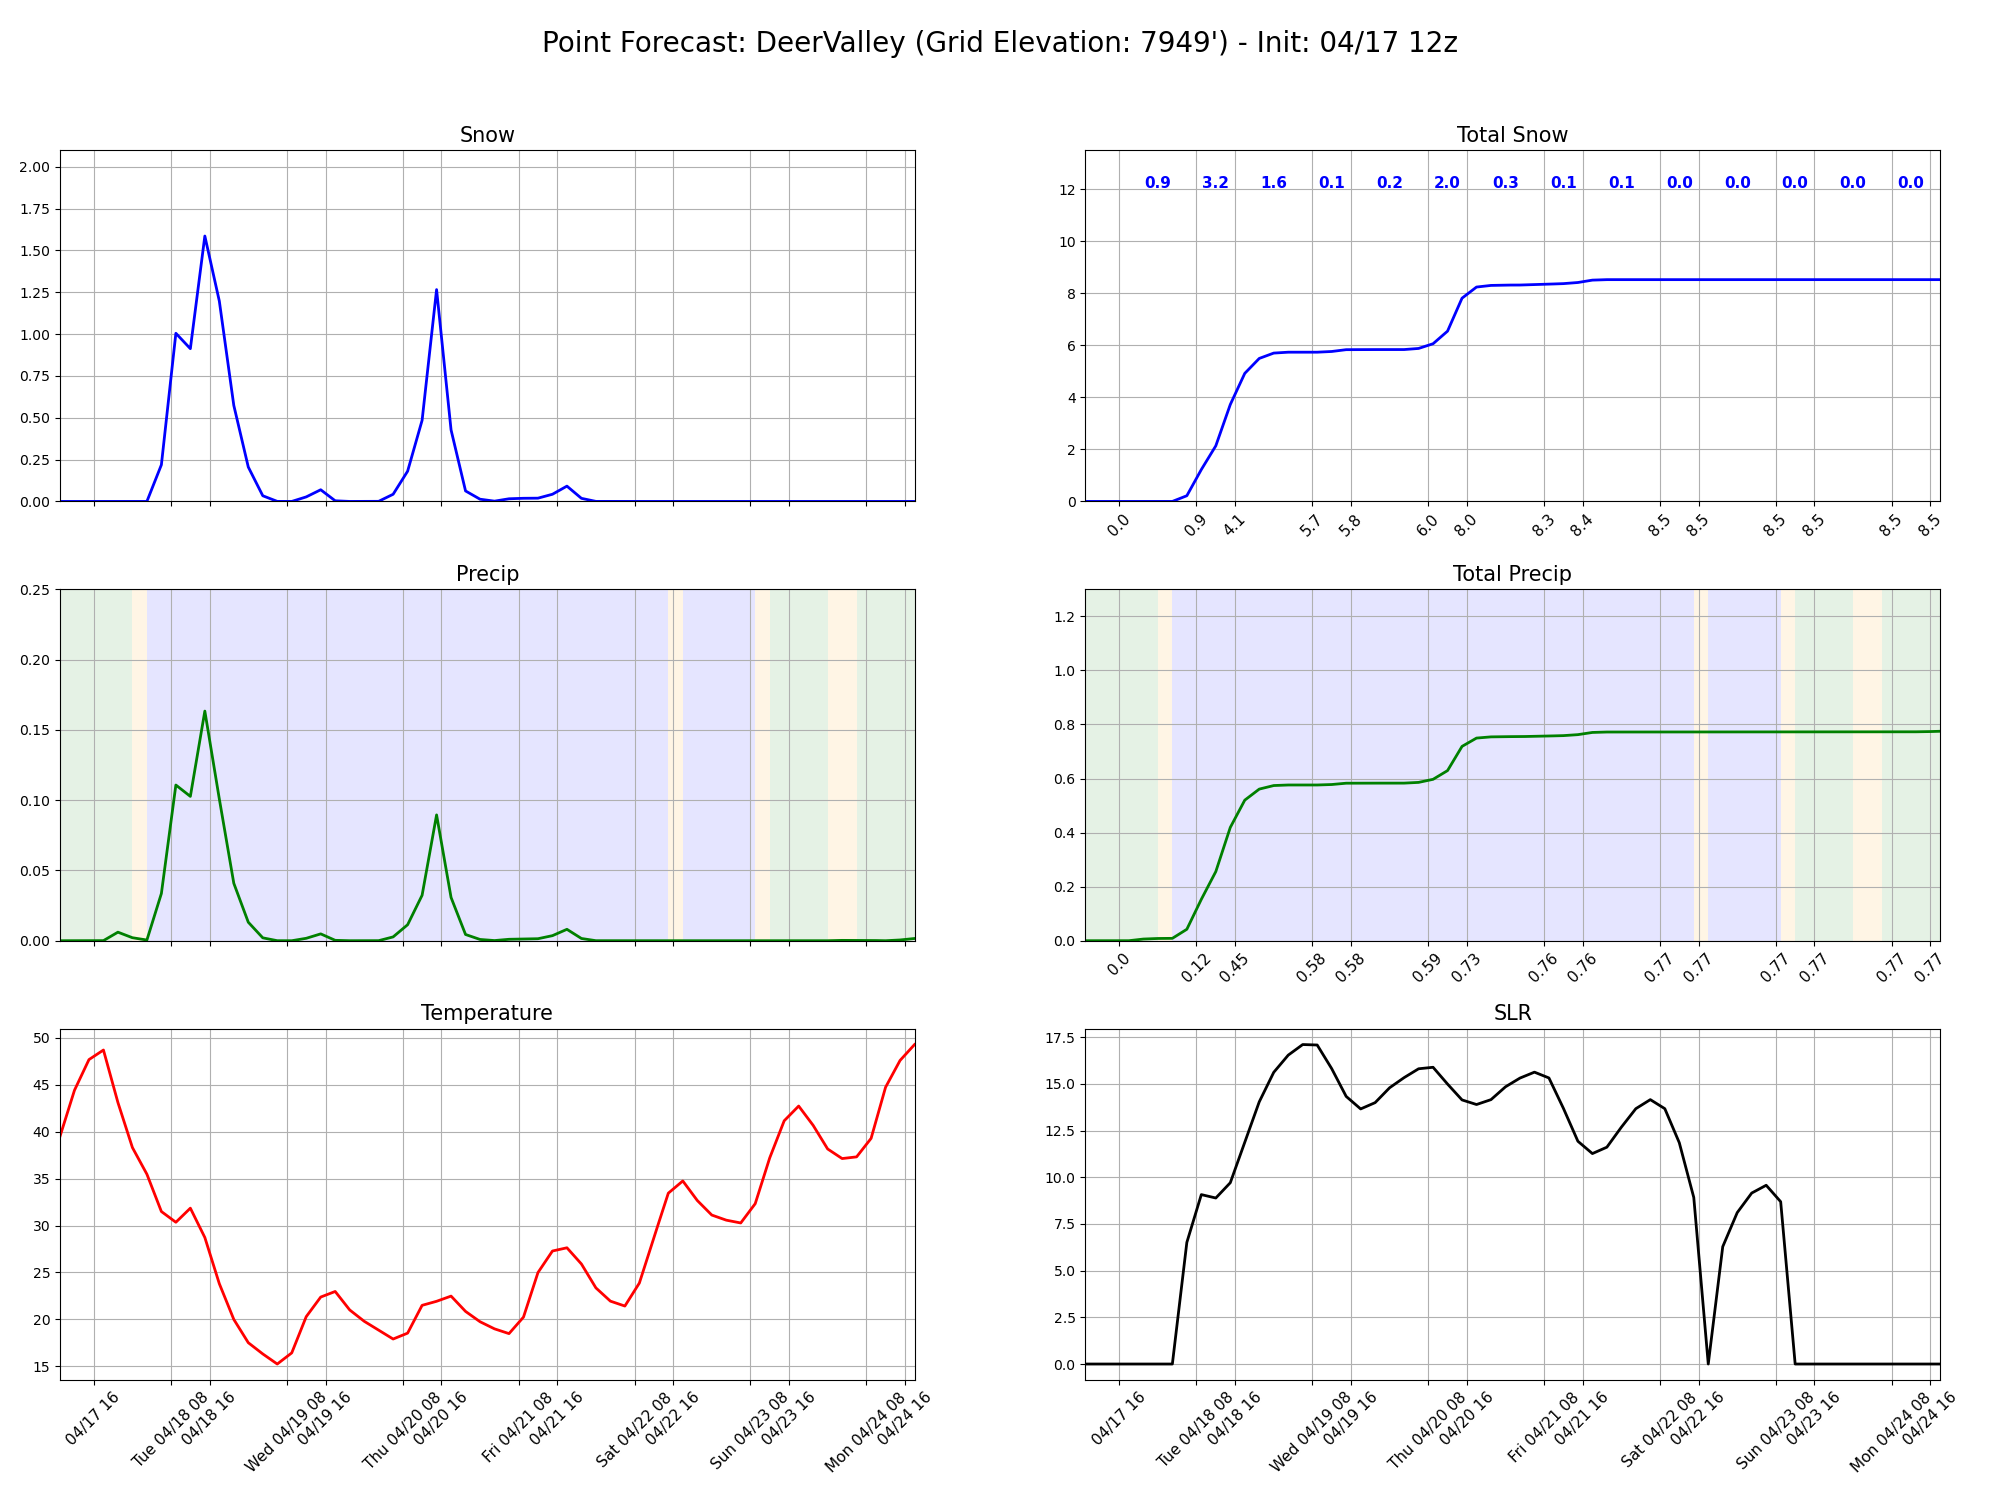 Point Forecast: DeerValley (Grid Elevation: 7949') - Init: 04/17 12z
Snow
2.00
1.75
1.50
1.25
1.00
0.75
0.50
0.25
0.00
Total Snow
0.9 3.2 1.6 0.1 0.2 2.0 0.3 0.1 0.1 0.0 0.0 0.0 0.0 0.0
12
10
8
6
4
2
0
0.0 0.9 4.1 5.7 5.8 6.0 8.0 8.3 8.4 8.5 8.5 8.5 8.5 8.5 8.5
Precip
0.25
0.20
0.15
0.10
0.05
0.00
Total Precip
1.2
1.0
0.8
0.6
0.4
0.2
0.0
0.0 0.12 0.45 0.58 0.58 0.59 0.73 0.76 0.76 0.77 0.77 0.77 0.77 0.77 0.77
Temperature
50
45
40
35
30
25
20
15
04/17 16
Tue 04/18 08
04/18 16
Wed 04/19 08
04/19 16
Thu 04/20 08
04/20 16
Fri 04/21 08
04/21 16
Sat 04/22 08
04/22 16
Sun 04/23 08
04/23 16
Mon 04/24 08
04/24 16
SLR
17.5
15.0
12.5
10.0
7.5
5.0
2.5
0.0
04/17 16
Tue 04/18 08
04/18 16
Wed 04/19 08
04/19 16
Thu 04/20 08
04/20 16
Fri 04/21 08
04/21 16
Sat 04/22 08
04/22 16
Sun 04/23 08
04/23 16
Mon 04/24 08
04/24 16